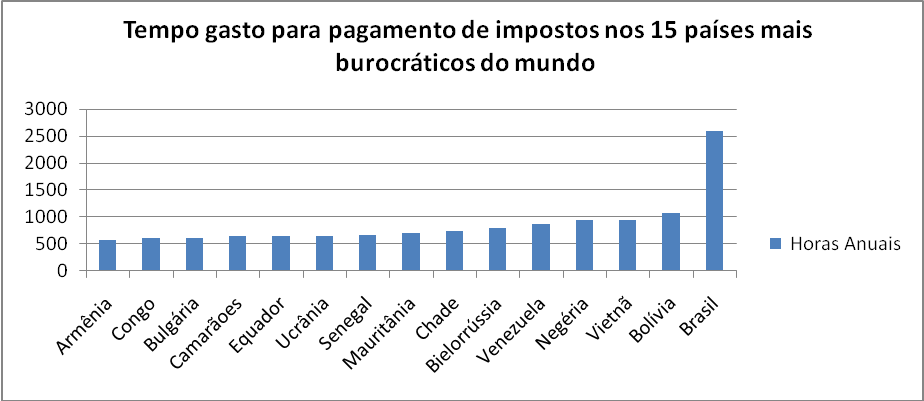 Tempo gasto para pagamento de impostos nos 15 países mais
burocráticos do mundo
3000
2500
2000
1500
1000
500
0
Armênia
Congo
Bulgária
Camarãoes
Equador
Ucrânia
Senegal
Mauritânia
Chade
Bielorrússia
Venezuela
Negéria
Vietnã
Bolívia
Brasil
Horas Anuais